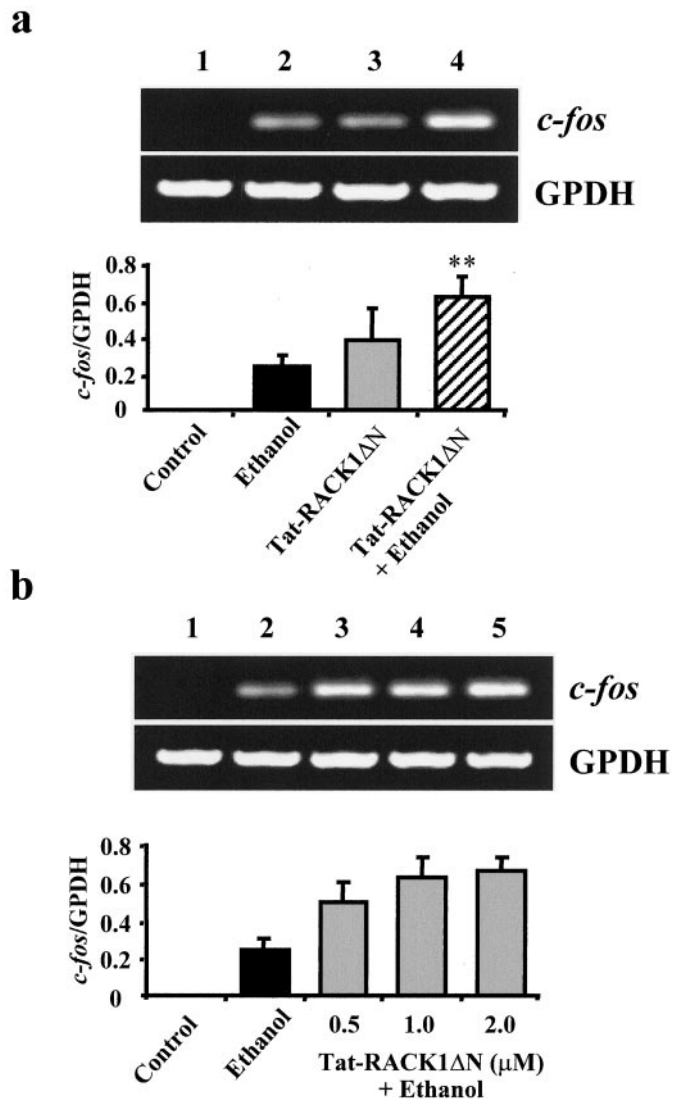 a
1 2 3 4
c-fos
GPDH
c-fos/GPDH
0.8
0.6
0.4
0.2
0
**
Control
Ethanol
Tat-RACK1ΔN
Tat-RACK1ΔN
+ Ethanol
b
1 2 3 4 5
c-fos
GPDH
c-fos/GPDH
0.8
0.6
0.4
0.2
0
Control
Ethanol
0.5 1.0 2.0
Tat-RACK1ΔN (μM)
+ Ethanol